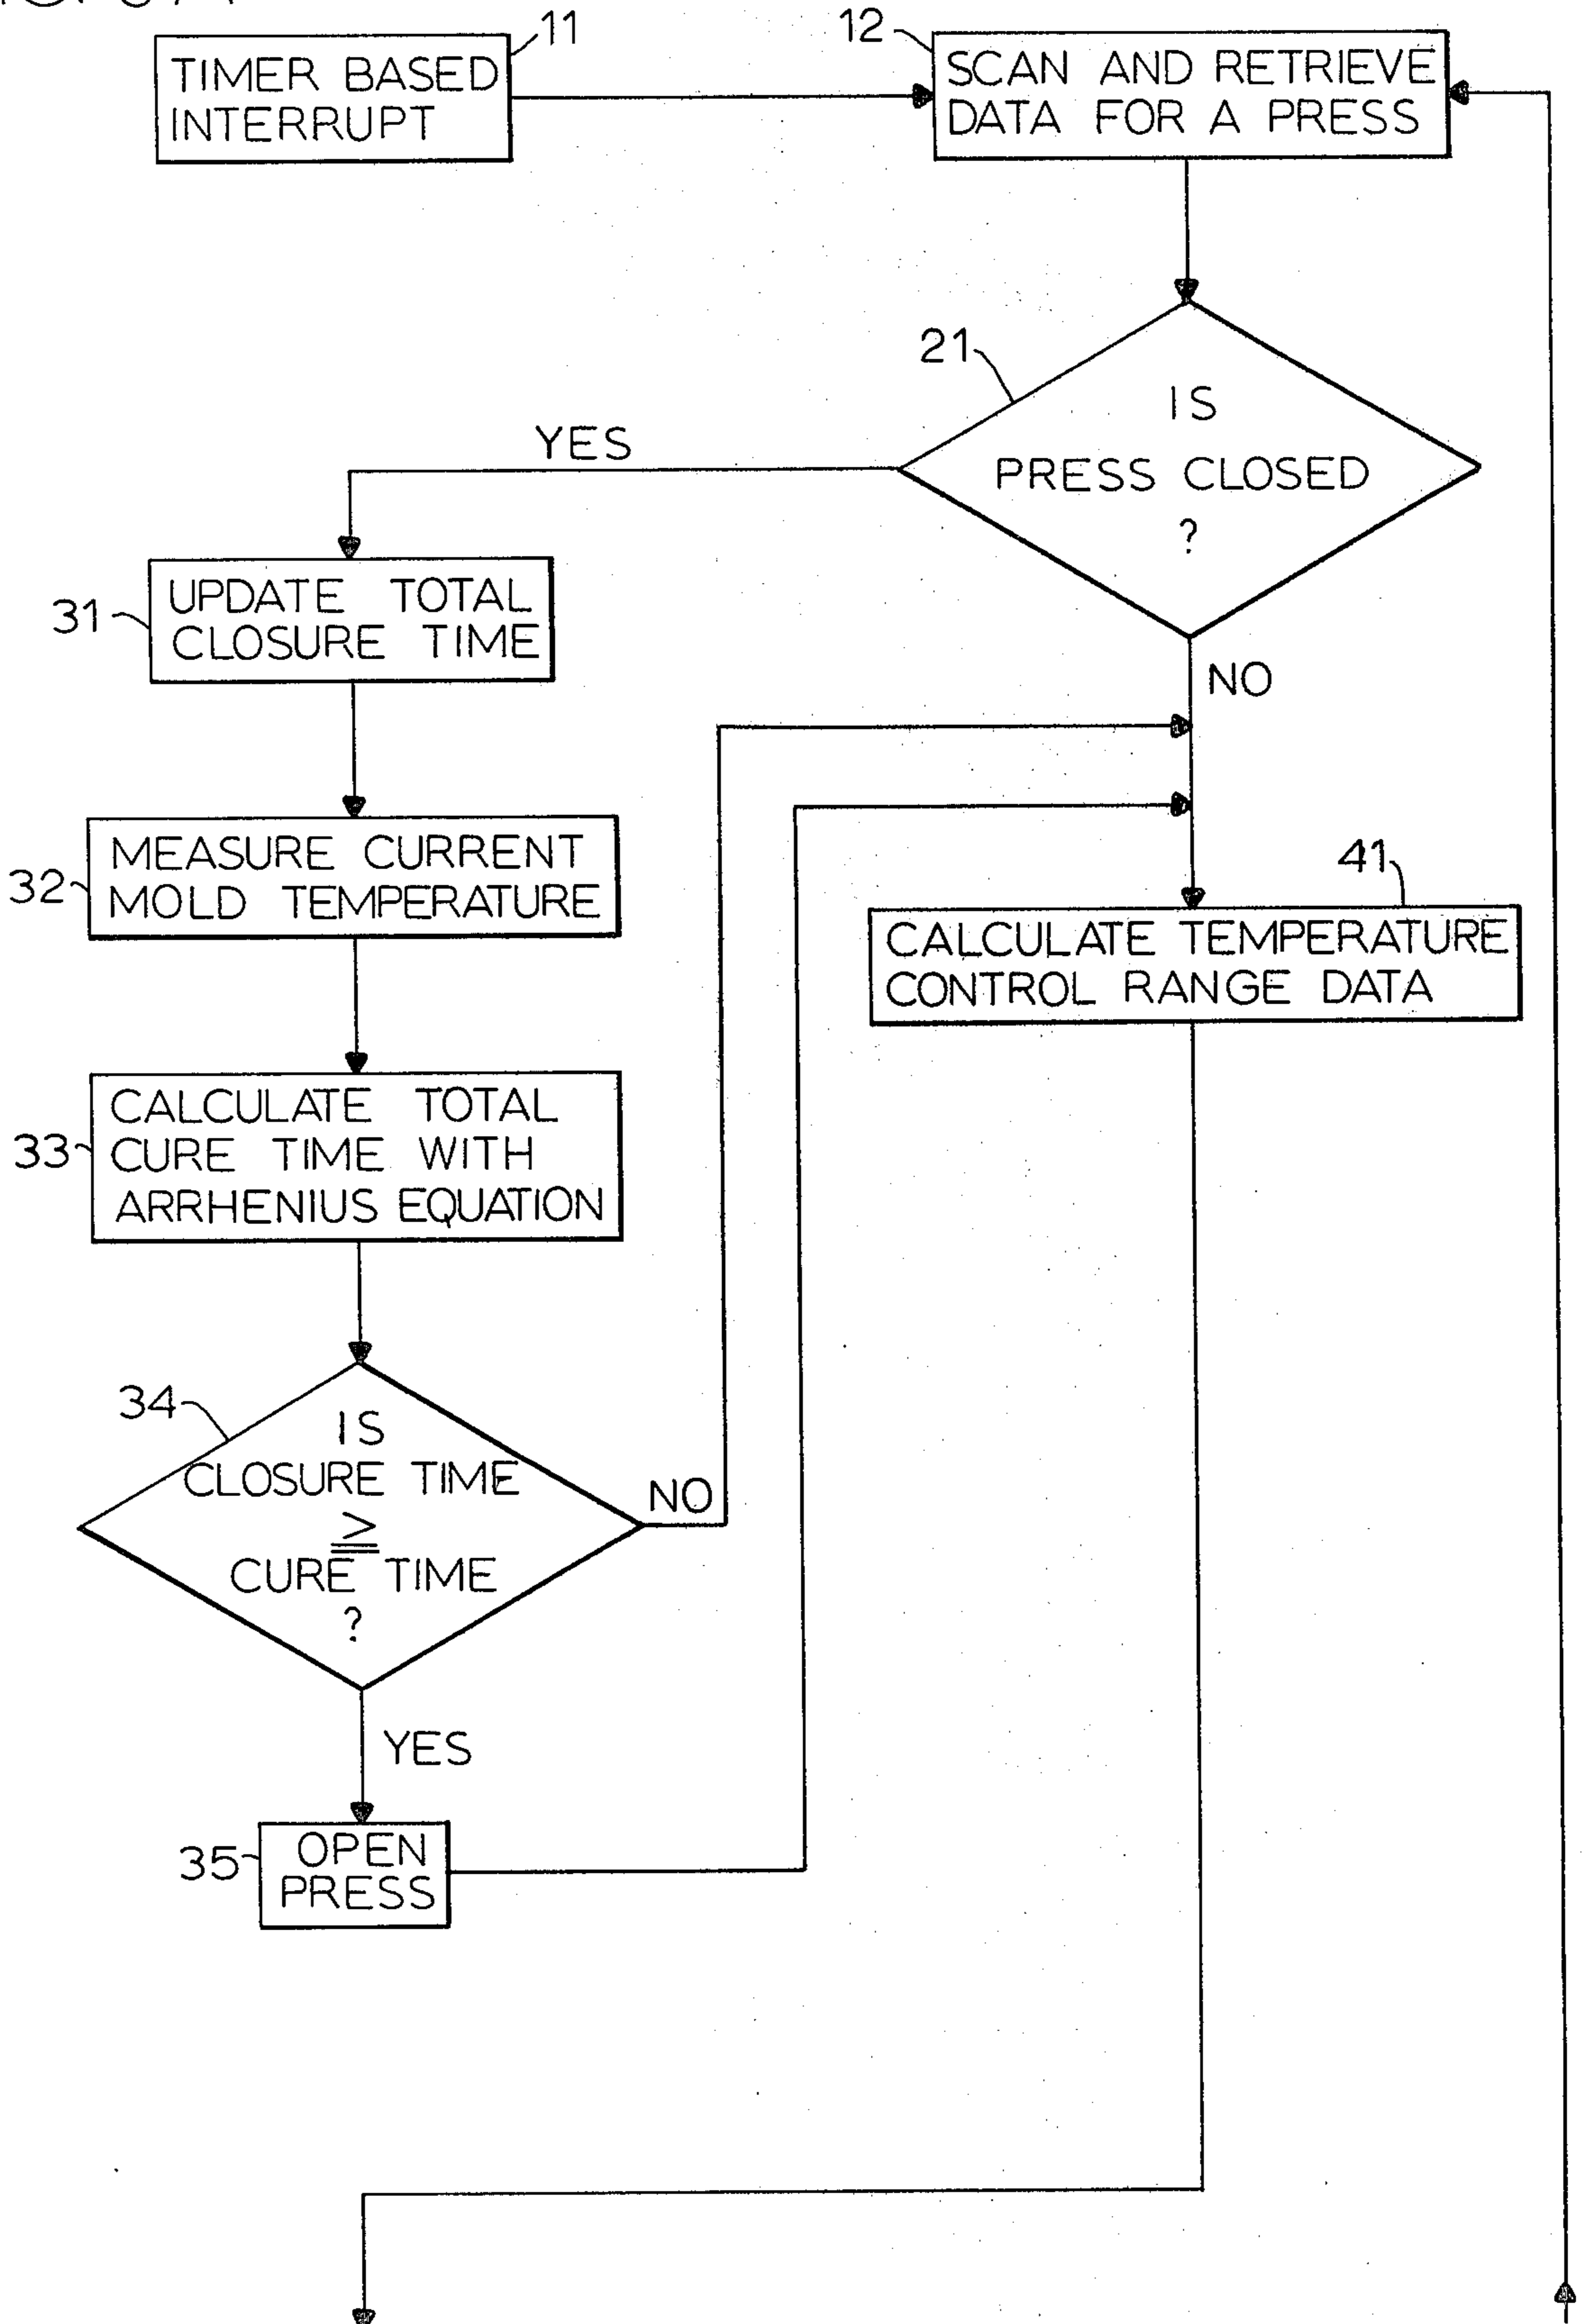 11
TIMER BASED
INTERRUPT
12
SCAN AND RETRIEVE
DATA FOR A PRESS
21
IS
PRESS CLOSED
?
YES
NO
31
UPDATE TOTAL
CLOSURE TIME
32
MEASURE CURRENT
MOLD TEMPERATURE
41
CALCULATE TEMPERATURE
CONTROL RANGE DATA
33
CALCULATE TOTAL
CURE TIME WITH
ARRHENIUS EQUATION
34
IS
CLOSURE TIME
≧
CURE TIME
?
NO
YES
35
OPEN
PRESS